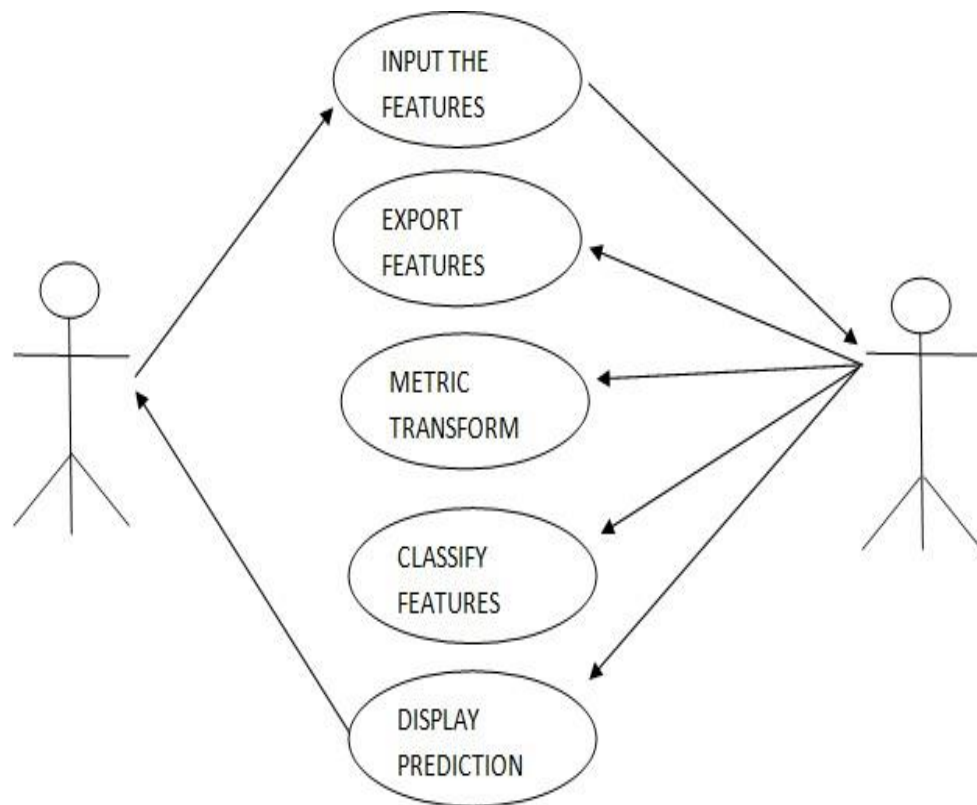 INPUT THE
FEATURES
EXPORT
FEATURES
METRIC
TRANSFORM
CLASSIFY
FEATURES
DISPLAY
PREDICTION